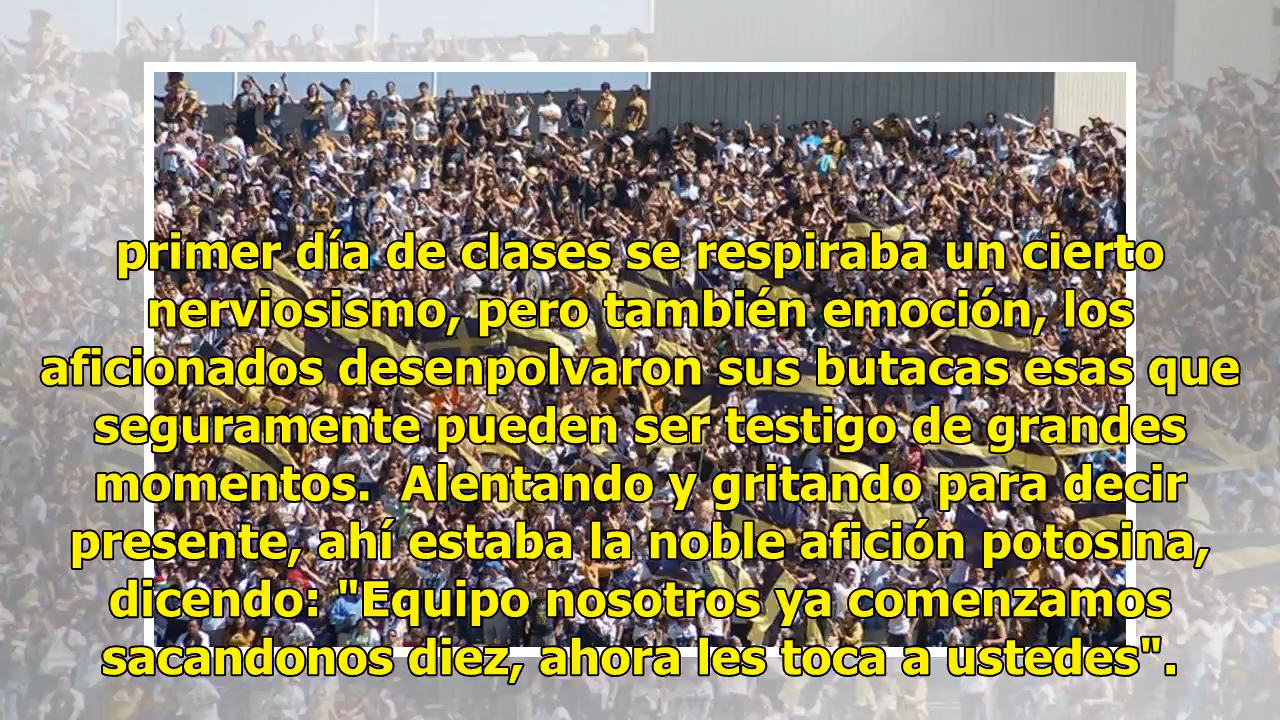 primer día de clases se respiraba un cierto
nerviosismo, pero también emoción, los
aficionados desenpolvaron sus butacas esas que
seguramente pueden ser testigo de grandes
momentos.  Alentando y gritando para decir
presente, ahí estaba la noble afición potosina,
dicendo: "Equipo nosotros ya comenzamos
sacandonos diez, ahora les toca a ustedes".